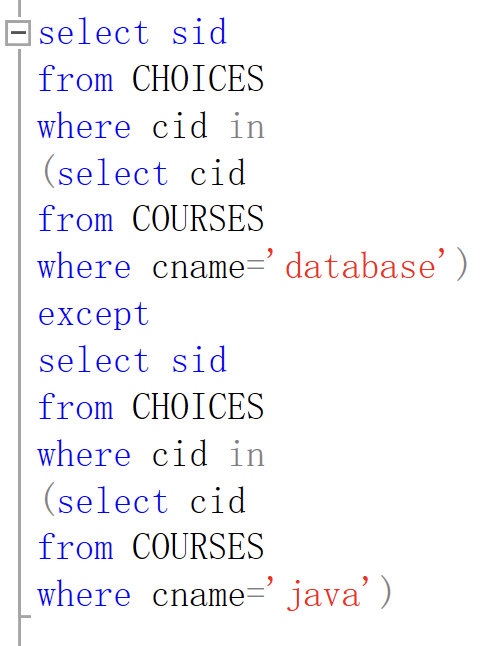 select sid
from CHOICES
where cid in
(select cid
from COURSES
where cname='database')
except
select sid
from CHOICES
where cid in
(select cid
from COURSES
where cname='java')